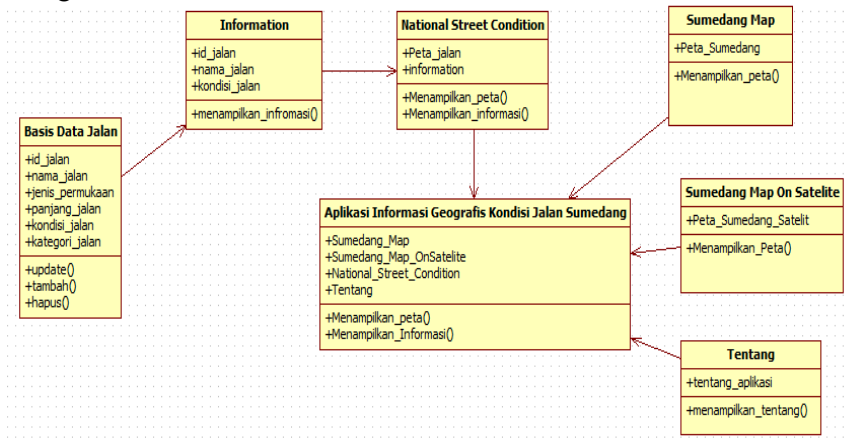 Information
+id_jalan
+nama_jalan
+kondisi_jalan
+menampilkan_infromasi()
National Street Condition
+Peta_jalan
+information
+Menampilkan_peta()
+Menampilkan_informasi()
Sumedang Map
+Peta_Sumedang
+Menampilkan_peta()
Basis Data Jalan
+id_jalan
+nama_jalan
+jenis_permukaan
+panjang_jalan
+kondisi_jalan
+kategori_jalan
+update()
+tambah()
+hapus()
Aplikasi Informasi Geografis Kondisi Jalan Sumedang
+Sumedang_Map
+Sumedang_Map_OnSatelite
+National_Street_Condition
+Tentang
+Menampilkan_peta()
+Menampilkan_Informasi()
Sumedang Map On Satelite
+Peta_Sumedang_Satelit
+Menampilkan_Peta()
Tentang
+tentang_aplikasi
+menampilkan_tentang()